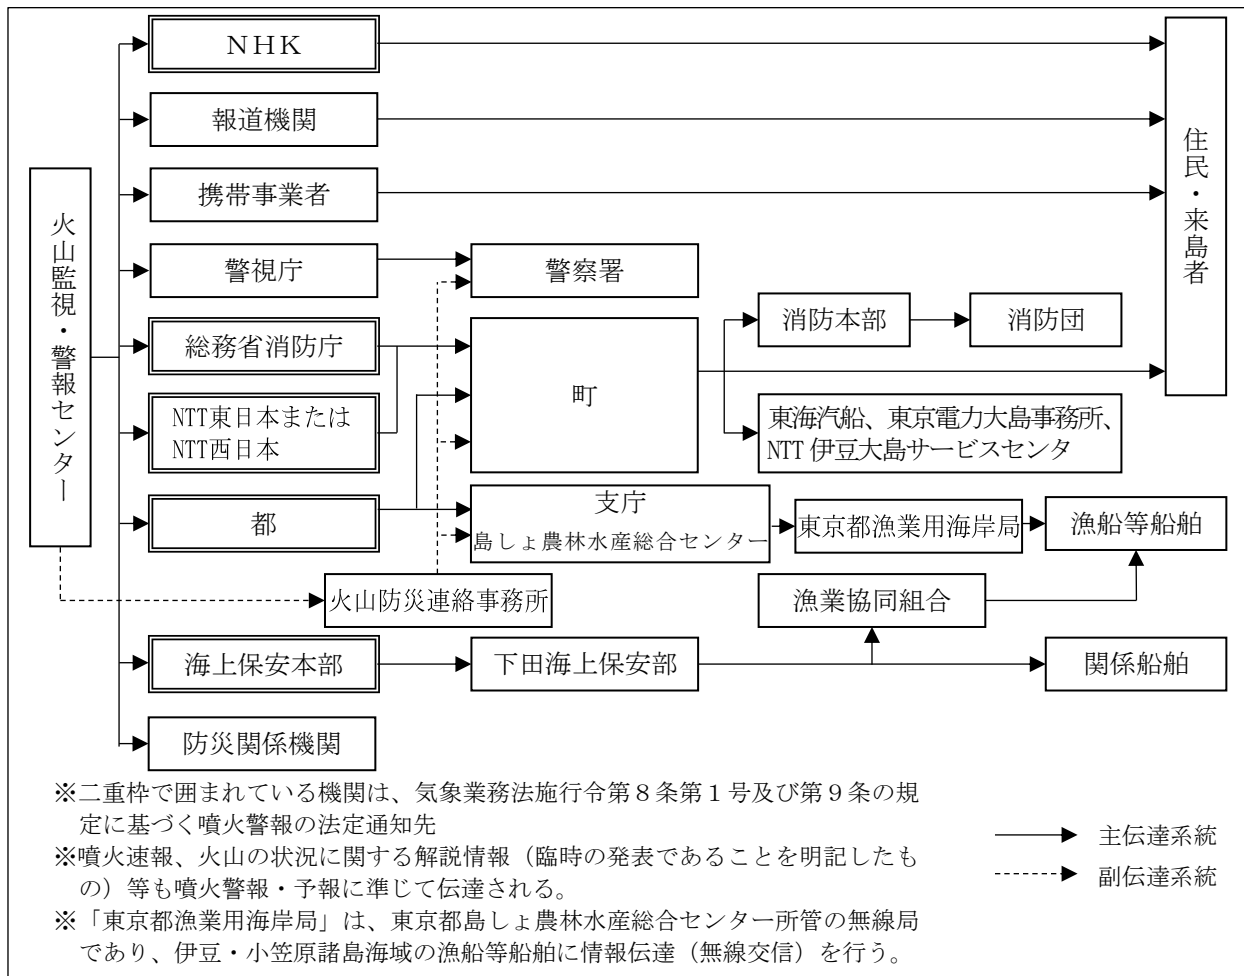 NHK
報道機関
携帯事業者
警視庁
警察署
総務省消防庁
NTT東日本または
NTT西日本
都
火山監視・警報センター
町
消防本部
消防団
東海汽船、東京電力大島事務所、
NTT伊豆大島サービスセンタ
住民・来島者
支庁
島しょ農林水産総合センター
東京都漁業用海岸局
漁船等船舶
火山防災連絡事務所
漁業協同組合
海上保安本部
下田海上保安部
関係船舶
防災関係機関
※二重枠で囲まれている機関は、気象業務法施行令第8条第1号及び第9条の規
定に基づく噴火警報の法定通知先
※噴火速報、火山の状況に関する解説情報（臨時の発表であることを明記したも
の）等も噴火警報・予報に準じて伝達される。
※「東京都漁業用海岸局」は、東京都島しょ農林水産総合センター所管の無線局
であり、伊豆・小笠原諸島海域の漁船等船舶に情報伝達（無線交信）を行う。
主伝達系統
副伝達系統